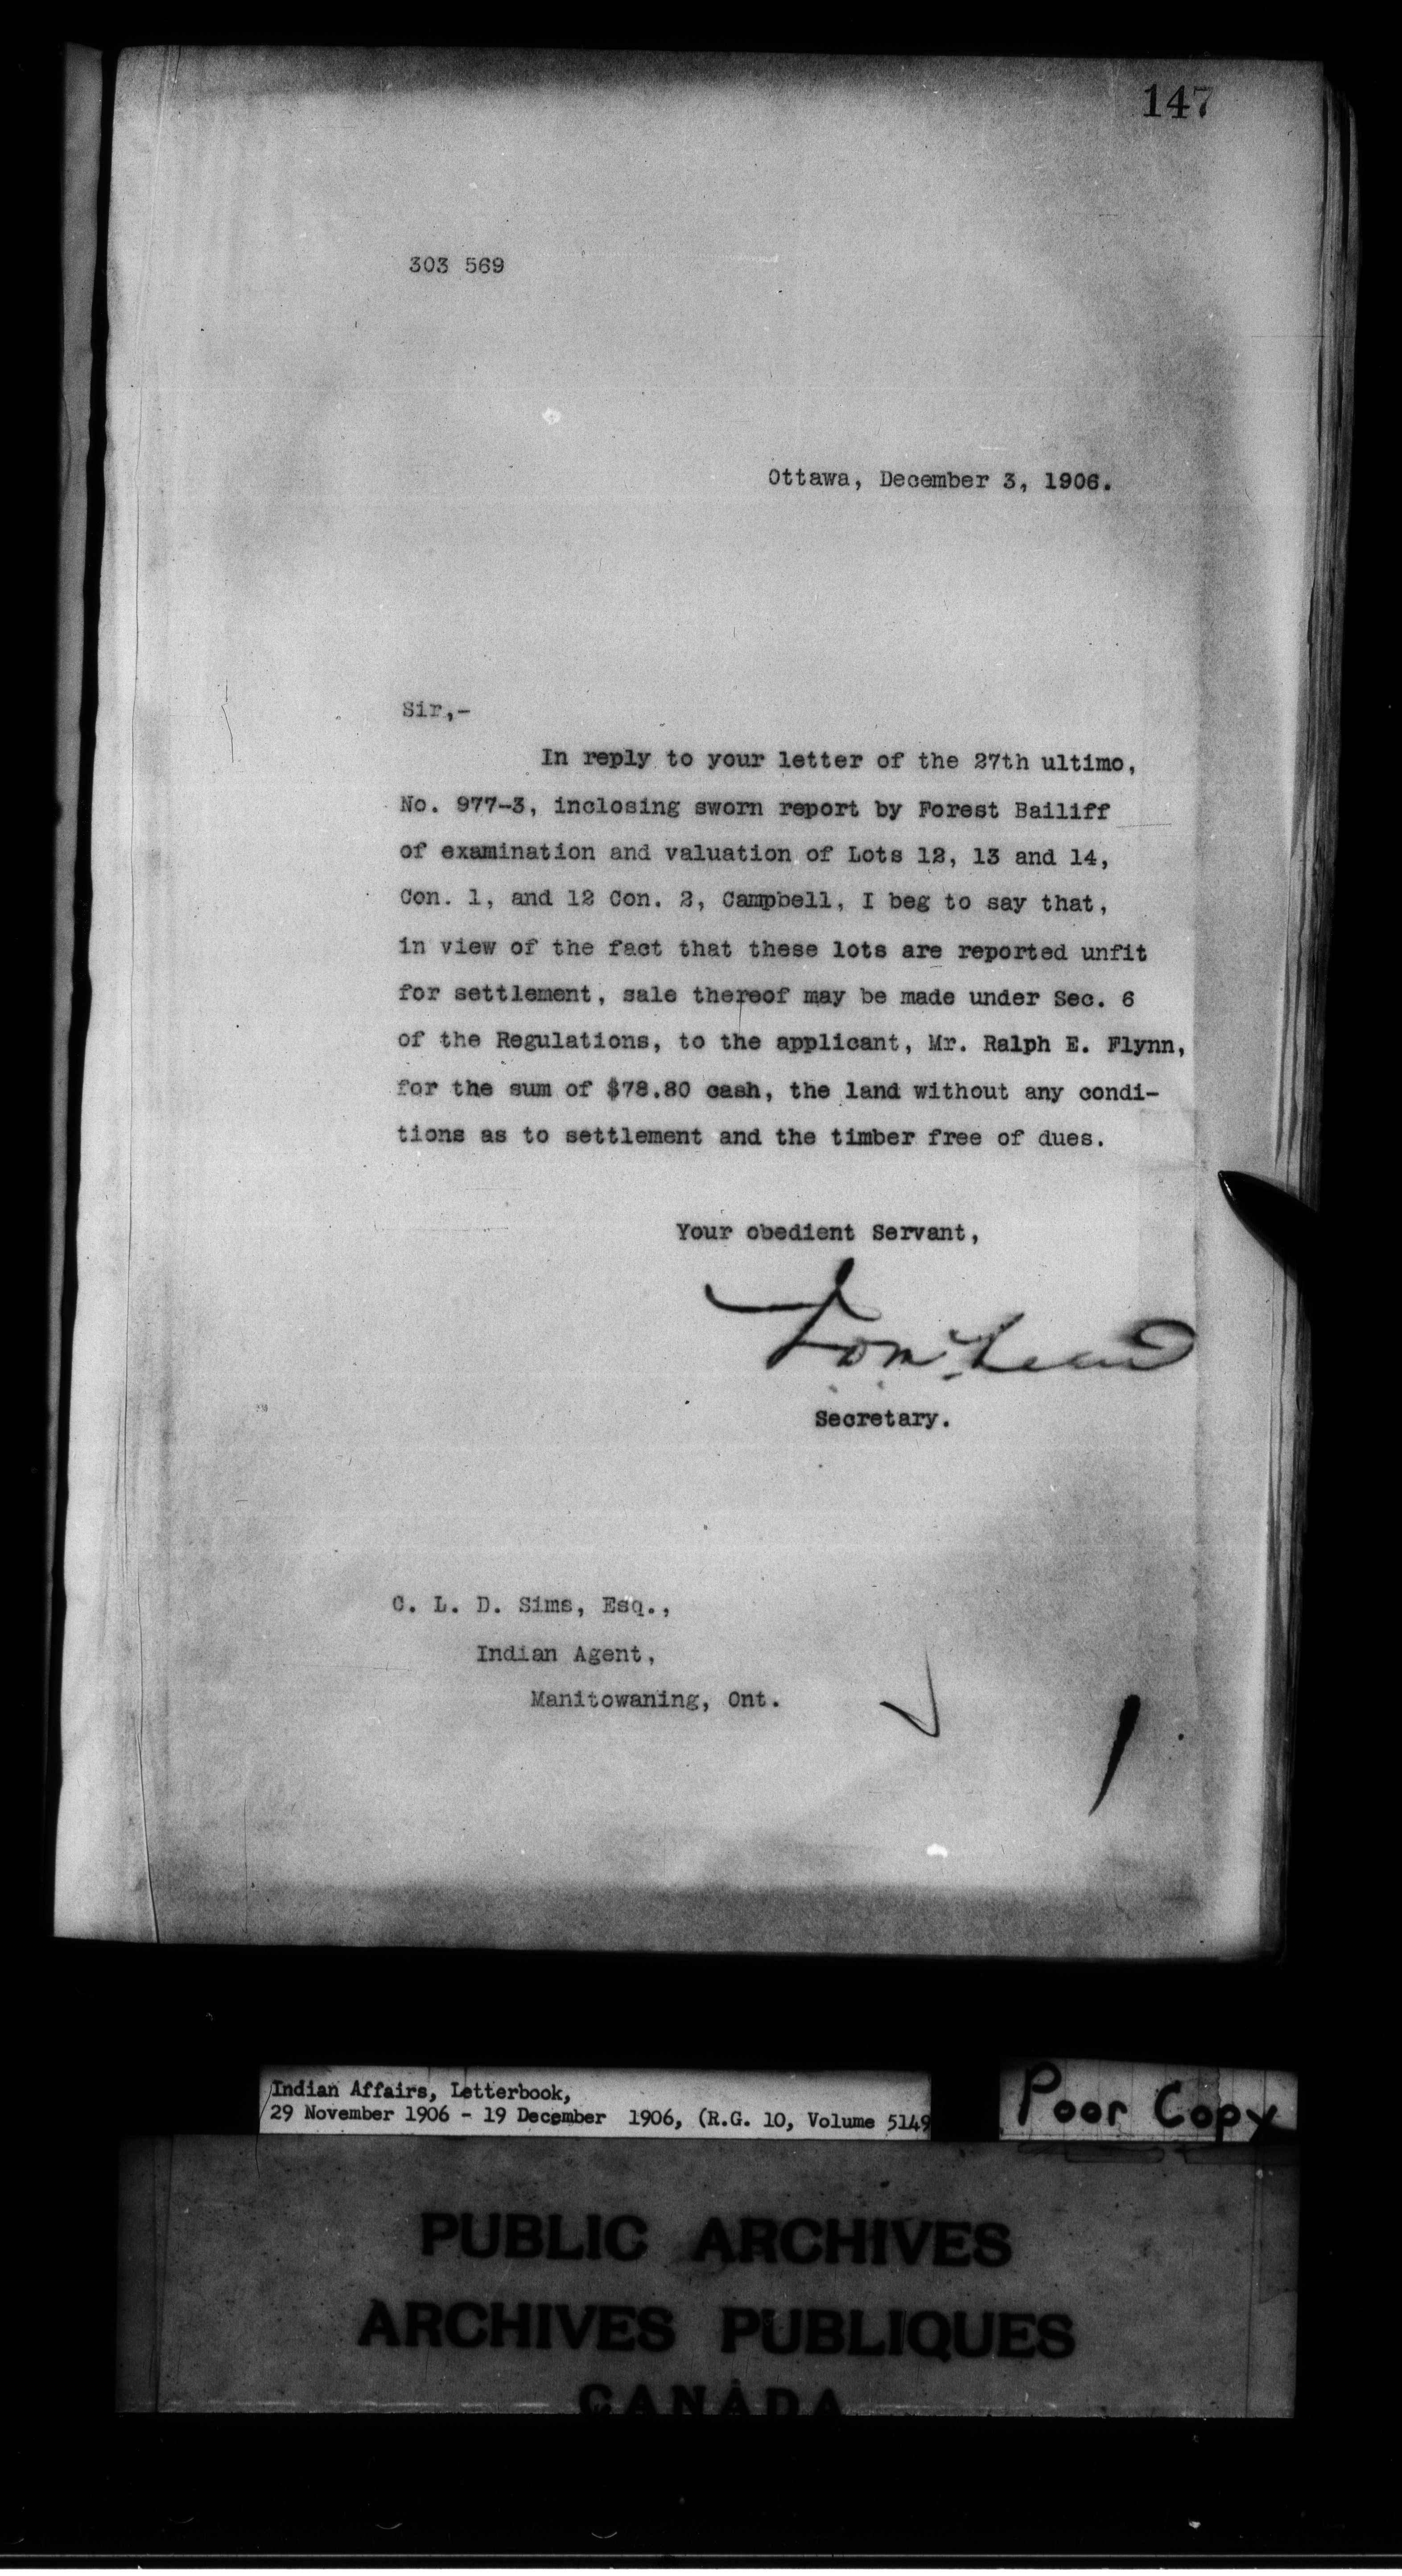 147
303 569
Ottawa, December 3, 1906.
Sir,-
In reply to your letter of the 27th ultimo,
No. 977-3, inclosing sworn report by Forest Bailiff
of examination and valuation of Lots 12, 13 and 14,
Con. 1, and 12 Con. 2, Campbell, I beg to say that,
in view of the fact that these lots are reported unfit
for settlement, sale thereof may be made under Sec. 6
of the Regulations, to the applicant, Mr. Ralph E. Flynn,
for the sum of $78.80 cash, the land without any condi-
tions as to settlement and the timber free of dues.
Your obedient Servant,
Secretary.
C. L. D. Sims, Esq.,
Indian Agent,
Manitowaning, Ont.
Indian Affairs, Letterbook,
29 November 1906 - 19 December 1906, (R.G. 10, Volume 5149
Poor Copy
PUBLIC ARCHIVES
ARCHIVES PUBLIQUES
CANADA